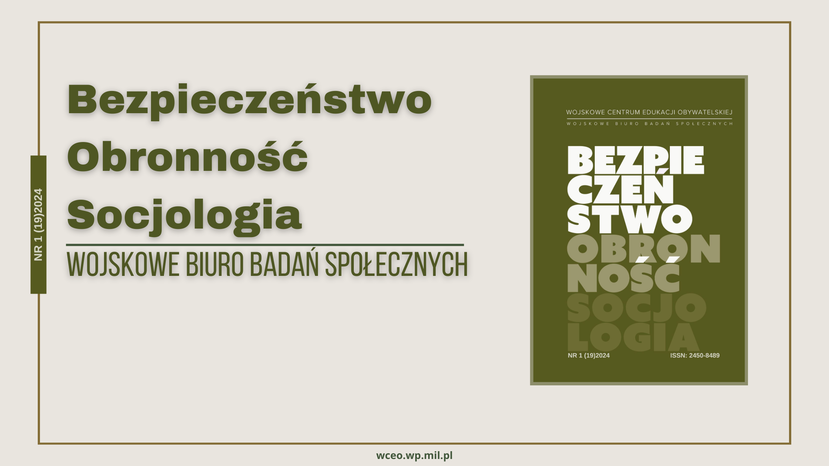 Bezpieczeństwo
Obronność
Socjologia
WOJSKOWE BIURO BADAŃ SPOŁECZNYCH
NR 1 (19)2024
WOJSKOWE CENTRUM EDUKACJI OBYWATELSKIEJ
WOJSKOWE BIURO BADAŃ SPOŁECZNYCH
BEZPIE
CZEŃ
STWO
OBRON
NOŚĆ
SOCJO
LOGIA
NR 1 (19)2024 ISSN: 2450-8489
wceo.wp.mil.pl